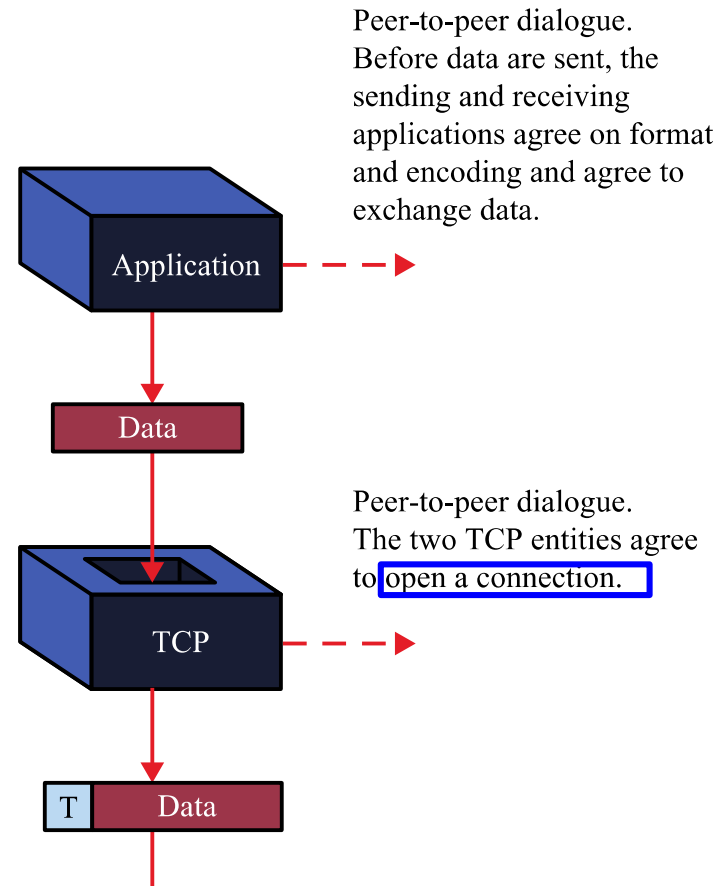 Peer-to-peer dialogue.
Before data are sent, the
sending and receiving
applications agree on format
and encoding and agree to
exchange data.
Application
Data
Peer-to-peer dialogue.
The two TCP entities agree
to open a connection.
TCP
T Data